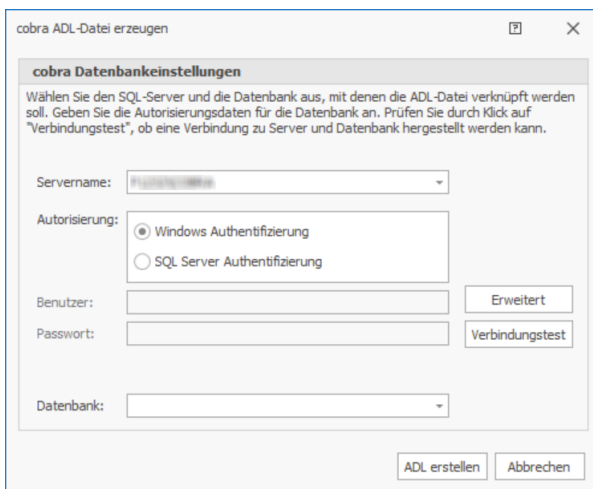 cobra ADL-Datei erzeugen
cobra Datenbankeinstellungen
Wählen Sie den SQL-Server und die Datenbank aus, mit denen die ADL-Datei verknüpft werden
soll. Geben Sie die Autorisierungsdaten für die Datenbank an. Prüfen Sie durch Klick auf
"Verbindungstest", ob eine Verbindung zu Server und Datenbank hergestellt werden kann.
Servername:
Autorisierung:
Windows Authentifizierung
SQL Server Authentifizierung
Benutzer:
Erweitert
Passwort:
Verbindungstest
Datenbank:
ADL erstellen
Abbrechen